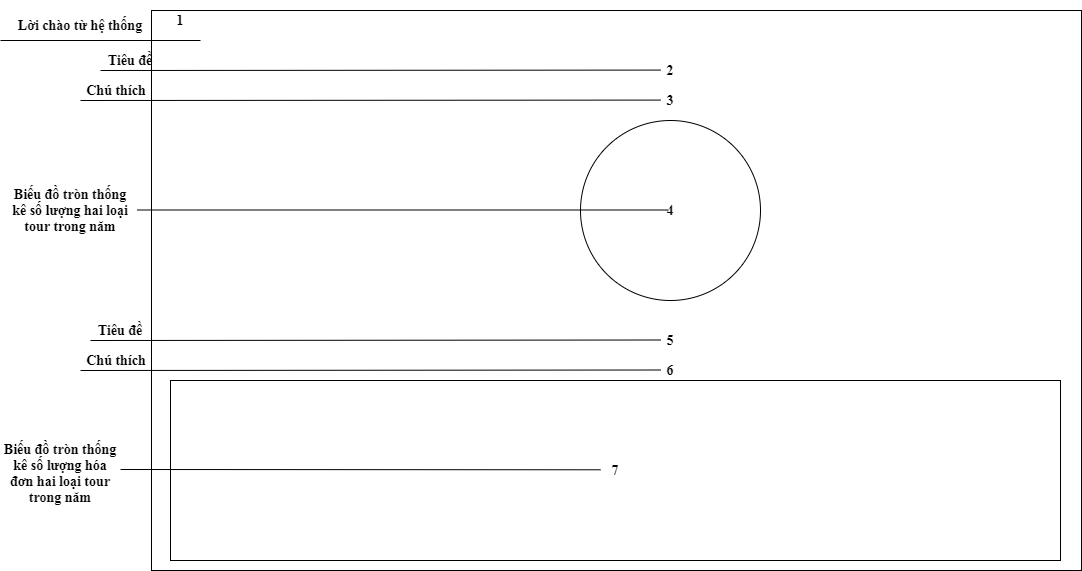 Lời chào từ hệ thống 1
Tiêu đề 2
Chú thích 3
Biểu đồ tròn thống
kê số lượng hai loại
tour trong năm
4
Tiêu đề 5
Chú thích 6
Biểu đồ tròn thống
kê số lượng hóa
đơn hai loại tour
trong năm
7